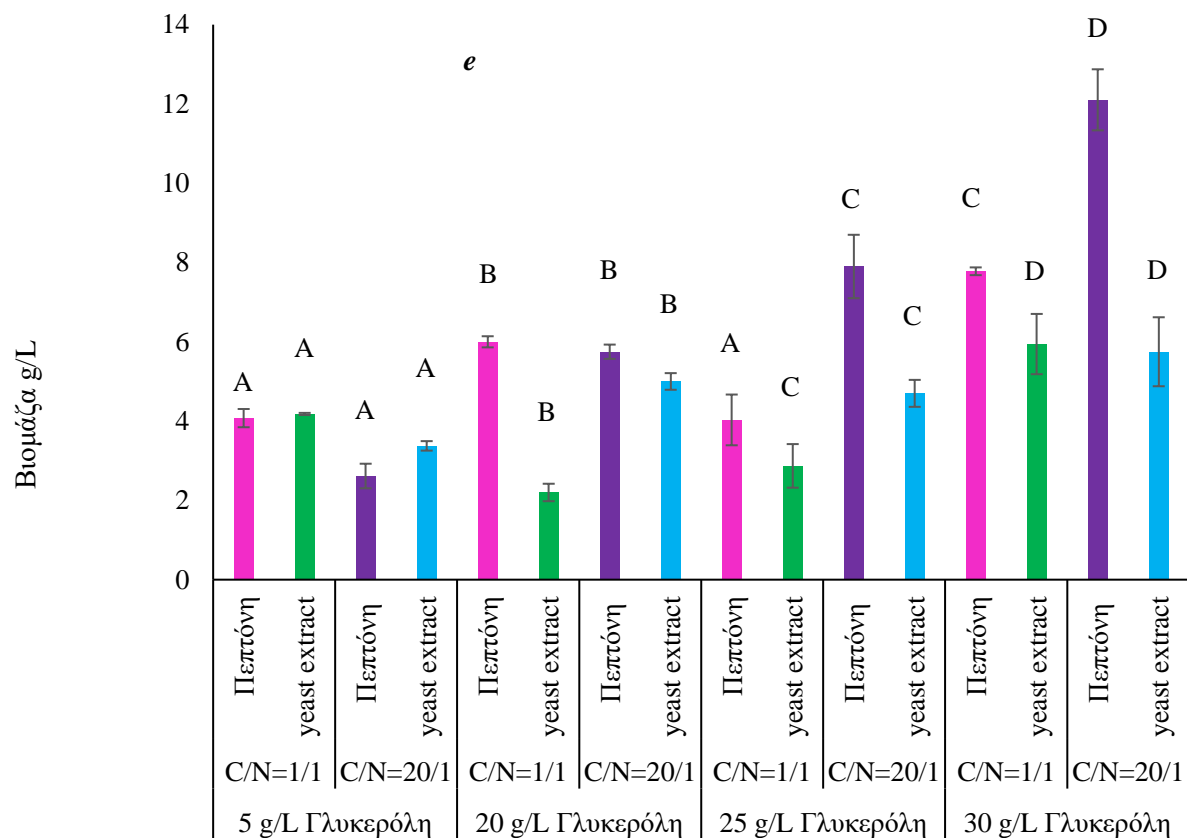 14
12
10
8
6
4
2
0
Βιομάζα g/L
e
A
A
A
A
B
B
B
B
A
C
C
C
C
D
D
D
Πεπτόνη
yeast extract
Πεπτόνη
yeast extract
Πεπτόνη
yeast extract
Πεπτόνη
yeast extract
Πεπτόνη
yeast extract
Πεπτόνη
yeast extract
Πεπτόνη
yeast extract
Πεπτόνη
yeast extract
C/N=1/1
C/N=20/1
C/N=1/1
C/N=20/1
C/N=1/1
C/N=20/1
C/N=1/1
C/N=20/1
5 g/L Γλυκερόλη
20 g/L Γλυκερόλη
25 g/L Γλυκερόλη
30 g/L Γλυκερόλη